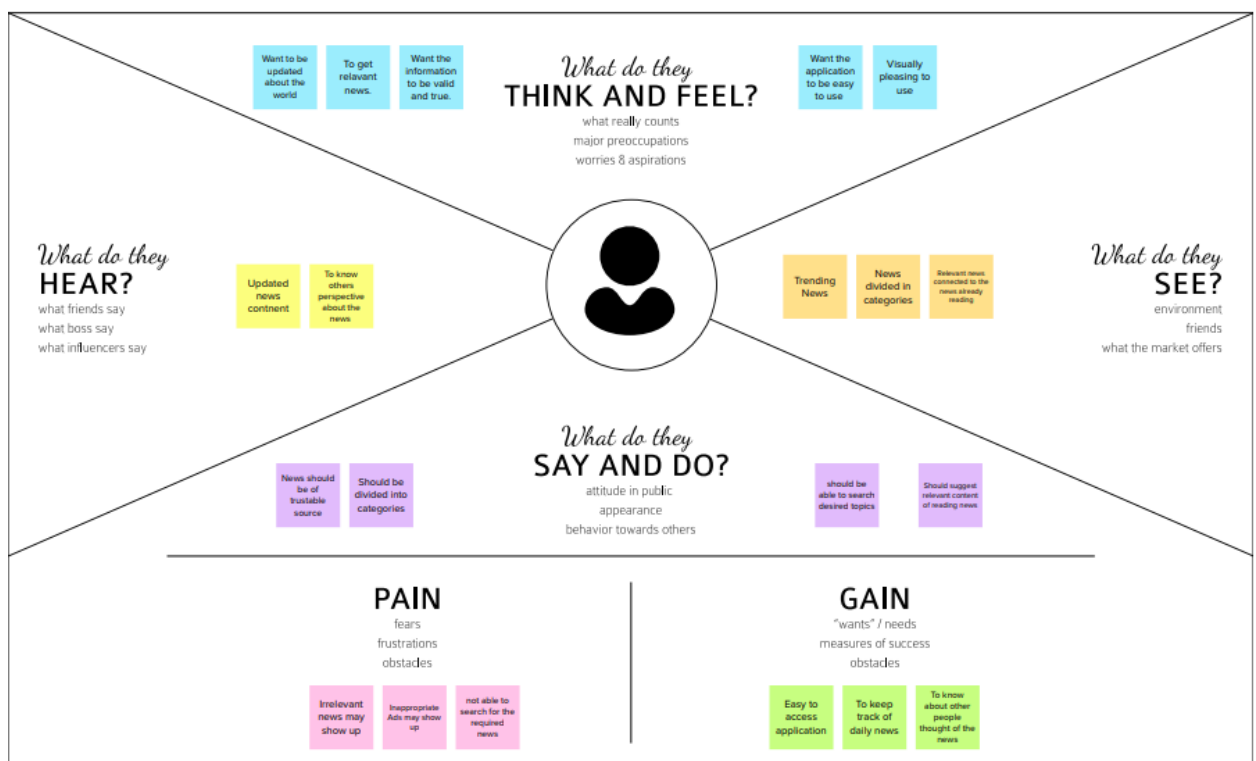 Want to be
updated
about the
world
To get
relavant
news.
Want the
information
to be valid
and true.
What do they
THINK AND FEEL?
what really counts
major preoccupations
worries & aspirations
Want the
application
to be easy
to use
Visually
pleasing to
use
What do they
HEAR?
what friends say
what boss say
what influencers say
Updated
news
contnent
To know
others
perspective
about the
news
Trending
News
News
divided in
categories
Relevant news
connected to the
news already
reading
What do they
SEE?
environment
friends
what the market offers
News should
be of
trustable
source
Should be
divided into
categories
What do they
SAY AND DO?
attitude in public
appearance
behavior towards others
should be
able to search
desired topics
Should suggest
relevant content
of reading news
PAIN
fears
frustrations
obstacles
Irrelevant
news may
show up
Inappropriate
Ads may show
up
not able to
search for the
required
news
GAIN
"wants" / needs
measures of success
obstacles
Easy to
access
application
To keep
track of
daily news
To know
about other
people
thought of the
news